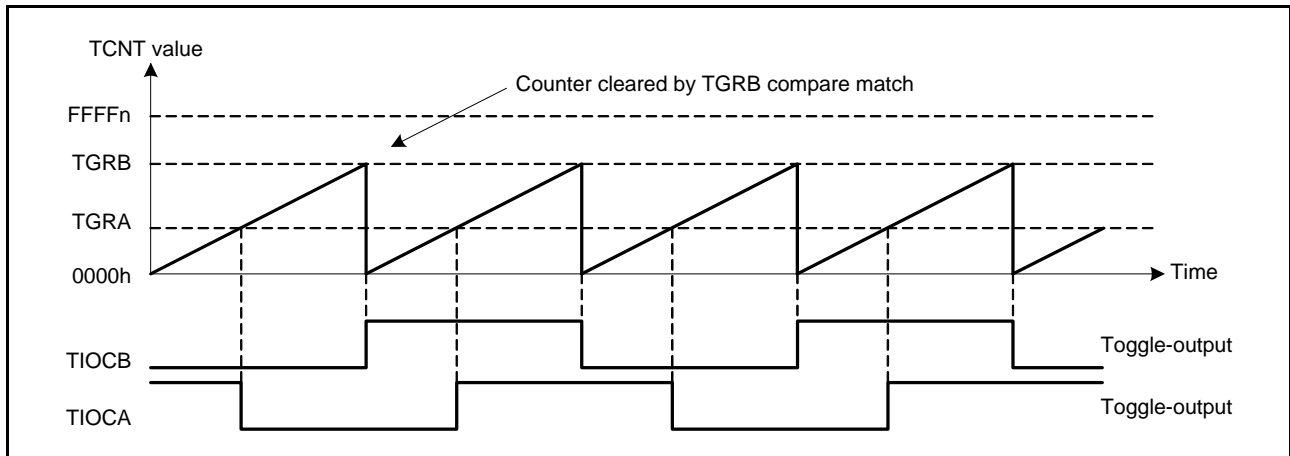 TCNT value
Counter cleared by TGRB compare match
FFFFn
TGRB
TGRA
0000h
Time
TIOCB
Toggle-output
TIOCA
Toggle-output